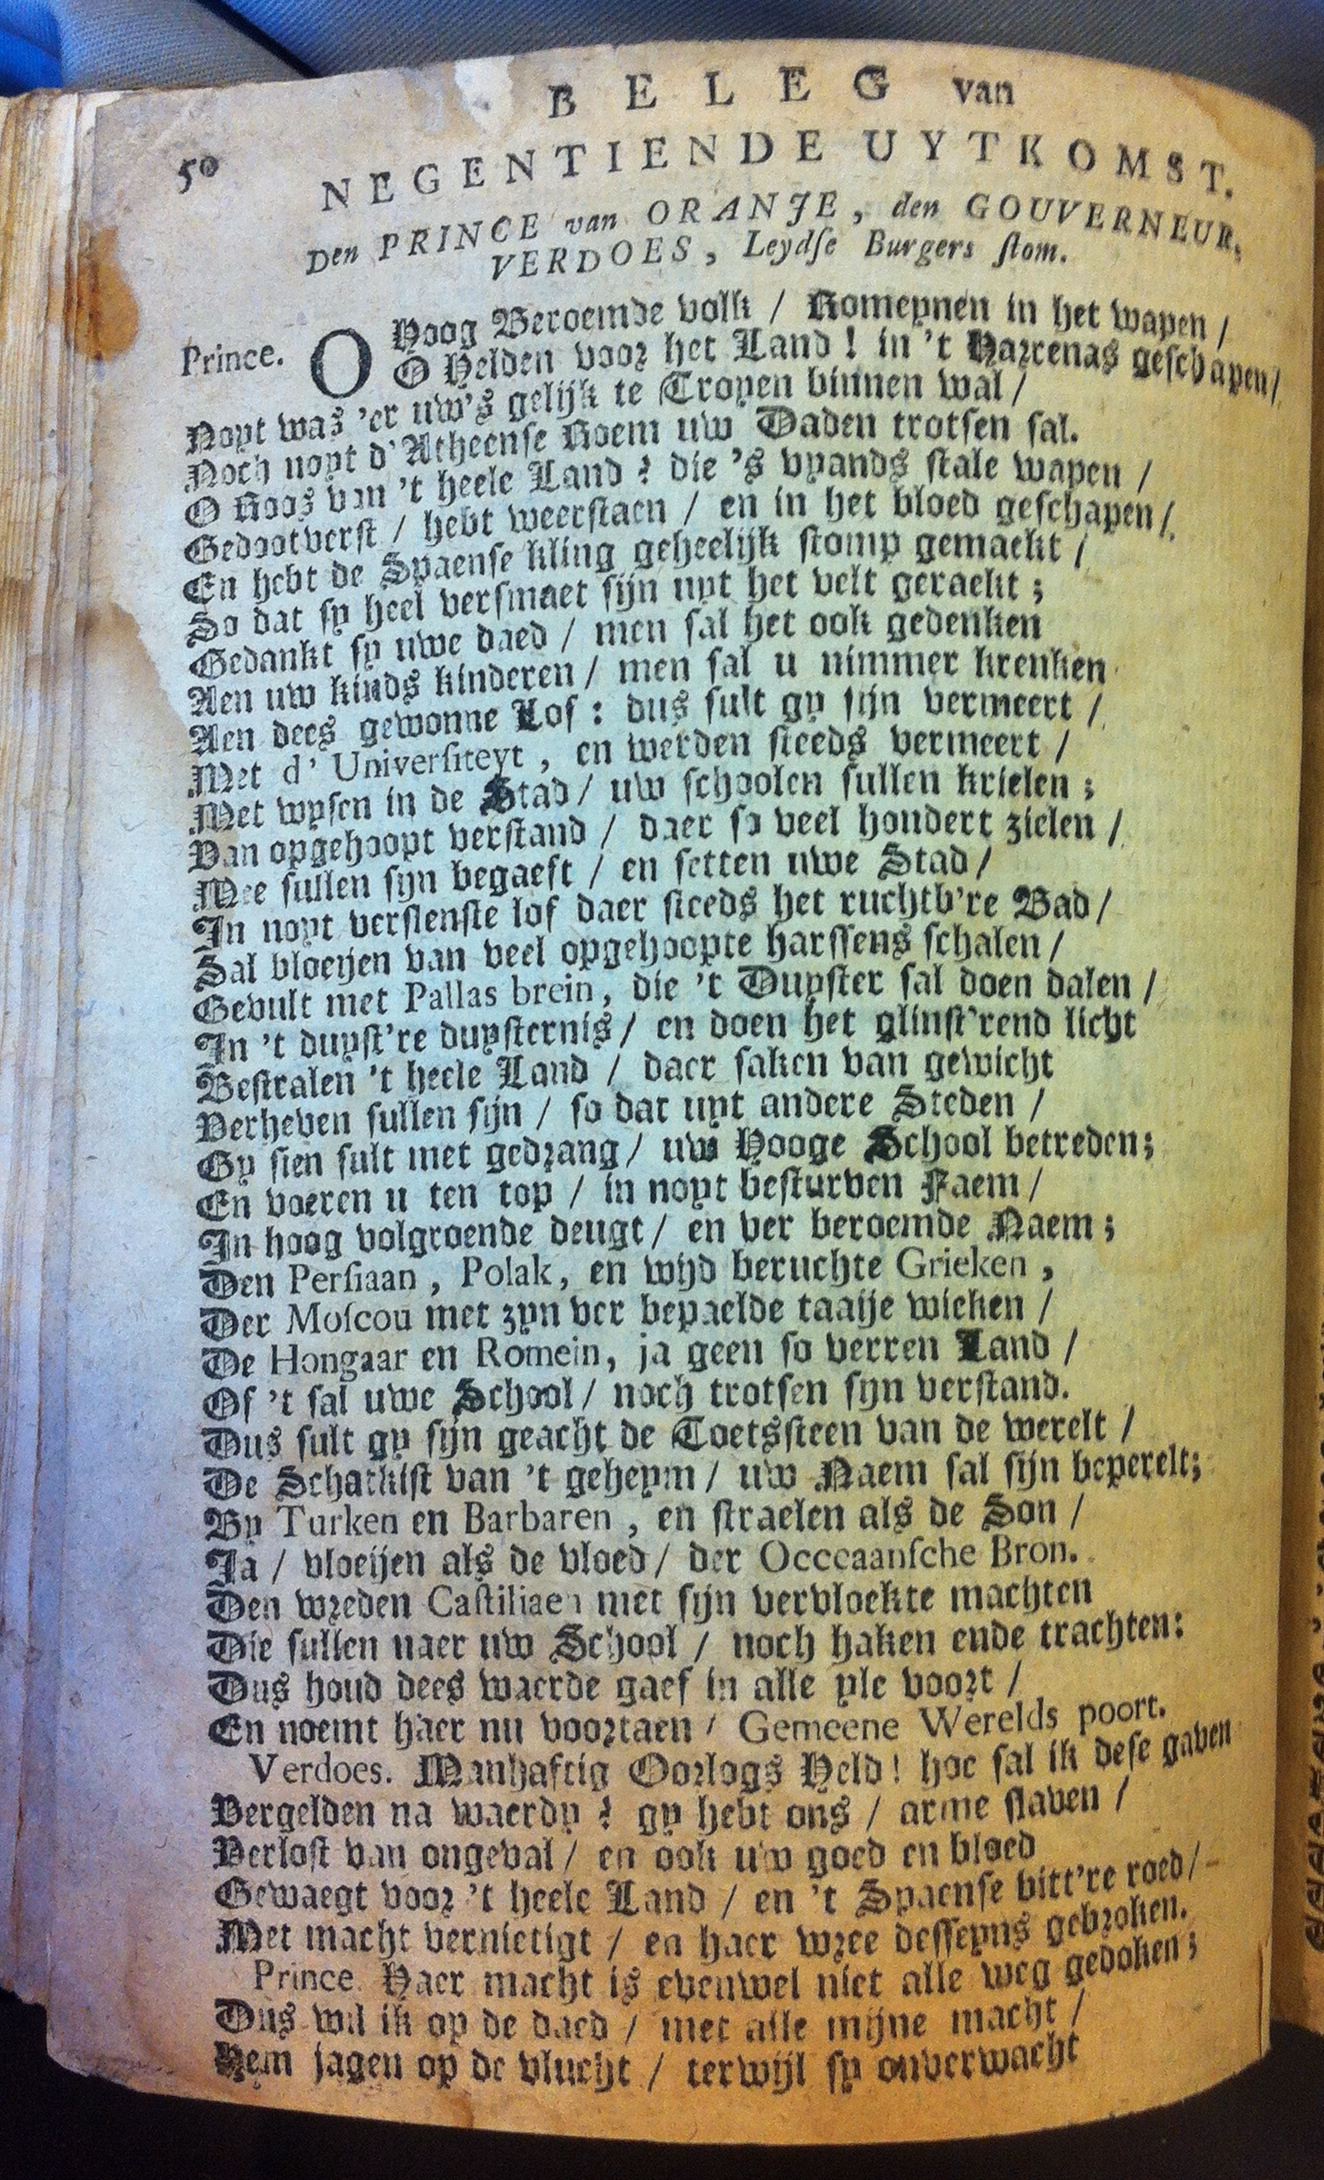 BELEG van
50
NEGENTIENDE UYTKOMST.
Den PRINCE van ORANJE, den GOUVERNEUR,
VERDOES, Leydſe Burgers ſtom.
Prince. O Hoog Beroemde volk / Romeynen in het wapen /
O Helden voor het Land! in 't Harrenas geſchapen /
Noyt was 'er uw's gelijk te Troyen binnen wal /
Noch noyt d'Atheenſe Roem uw Daden trotſen ſal.
O Roos van 't heele Land? die 's vyands ſtale wapen /
Gedootverſt / hebt weerſtaen / en in het bloed geſchapen /
En hebt de Spaenſe kling geheelijk ſtomp gemaekt /
So dat ſy heel verſmaet ſijn uyt het velt geraekt;
Gedankt ſy uwe daed / men ſal het ook gedenken
Aen uw kinds kinderen / men ſal u nimmer krenken
Aen dees gewonne Lof: dus ſult gy ſijn vermeert /
Met d' Univerſiteyt, en werden ſteeds vermeert /
Met wyſen in de Stad / uw ſchoolen ſullen krielen;
Van opgehoopt verſtand / daer ſo veel hondert zielen /
Mee ſullen ſyn begaeft / en ſetten uwe Stad /
In noyt verſlenſte lof daer ſteeds het ruchtb're Bad /
Sal bloeijen van veel opgehoopte harſſens ſchalen /
Gevult met Pallas brein, die 't Duyſter ſal doen dalen /
In 't duyſt're duyſternis / en doen het glinſt'rend licht
Beſtralen 't heele Land / daer ſaken van gewicht
Verheven ſullen ſijn / ſo dat uyt andere Steden /
Gy ſien ſult met gedrang / uw Hooge School betreden;
En voeren u ten top / in noyt beſturven Faem /
In hoog volgroende deugt / en ver beroemde Naem;
Den Perſiaan, Polak, en wyd beruchte Grieken,
Der Moſcou met zyn ver bepaelde taaije wieken /
De Hongaar en Romein, ja geen ſo verren Land /
Of 't ſal uwe School / noch trotſen ſyn verſtand.
Dus ſult gy ſijn geacht de Toetsſteen van de werelt /
De Schatkiſt van 't geheym / uw Naem ſal ſijn beperelt;
By Turken en Barbaren, en ſtraelen als de Son /
Ja / vloeijen als de vloed / der Occeaanſche Bron.
Den wreden Caſtiliaen met ſijn vervloekte machten
Die ſullen naer uw School / noch haken ende trachten:
Dus houd dees waerde gaef in alle yle voort /
En noemt haer nu voortaen / Gemeene Werelds poort.
Verdoes. Manhaftig Oorlogs Held! hoe ſal ik deſe gaven
Vergelden na waerdy? gy hebt ons / arme ſlaven /
Verloſt van ongeval / en ook uw goed en bloed
Gewaegt voor 't heele Land / en 't Spaenſe bitt're roed /
Met macht vernietigt / en haer wree deſſeyns gebroken.
Prince. Haer macht is evenwel niet alle weg gedoken;
Dus wil ik op de daed / met alle mijne macht /
Hem jagen op de vlucht / terwijl ſy onverwacht